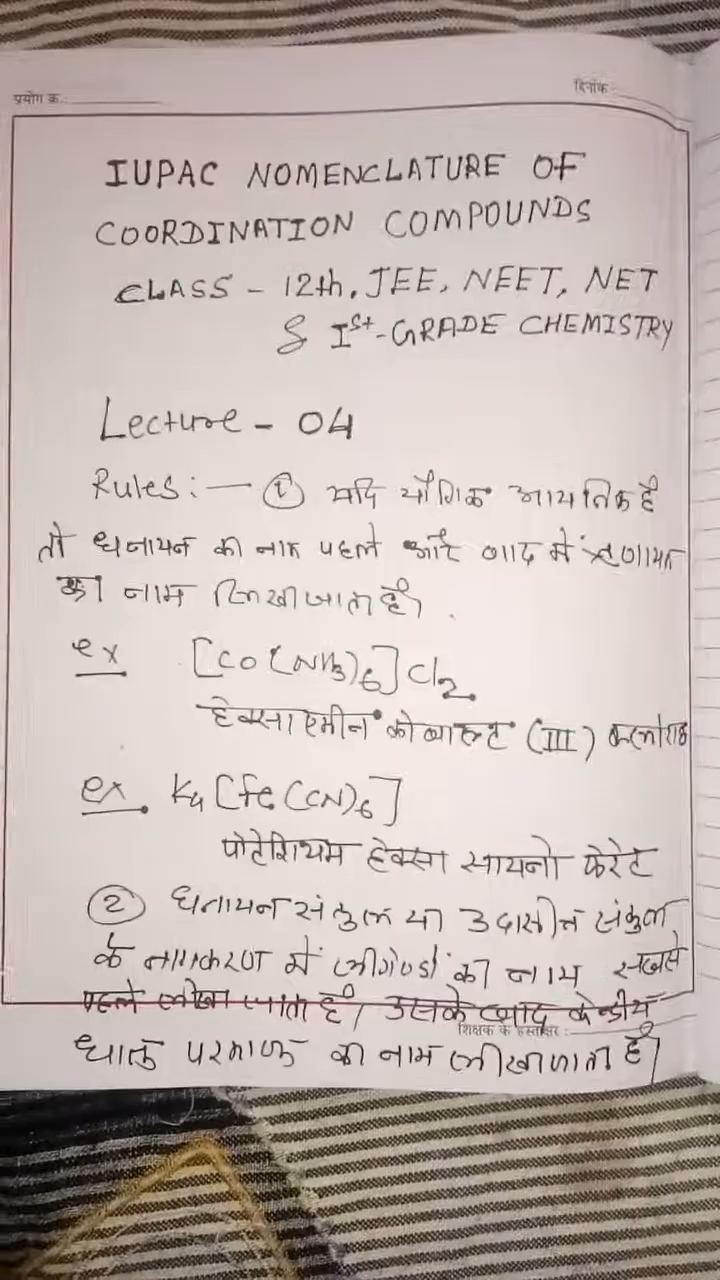 प्रयोग क्र.: दिनांक
IUPAC NOMENCLATURE OF
COORDINATION COMPOUNDS
CLASS - 12th, JEE, NEET, NET
& Ist-GRADE CHEMISTRY
Lecture - 04
Rules:— ① यदि यौगिक आयनिक है
तो धनायन का नाम पहले और बाद में ऋणायन
का नाम लिखा जाता है।
ex [CO(NH3)6]Cl2
हेक्साएमीन कोबाल्ट (III) क्लोराइड
ex K4[Fe(CN)6]
पोटेशियम हेक्सा सायनो फेरेट
② धनायन संकुल या उदासीन संकुल
के नामकरण में लीगेण्डों का नाम सबसे
पहले लीखा जाता है। उसके बाद केन्द्रीय
शिक्षक के हस्ताक्षर :
धातु परमाणु का नाम लीखा जाता है।